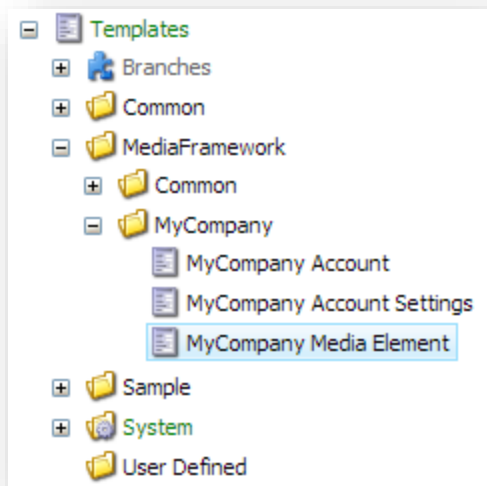 Templates
Branches
Common
MediaFramework
Common
MyCompany
MyCompany Account
MyCompany Account Settings
MyCompany Media Element
Sample
System
User Defined